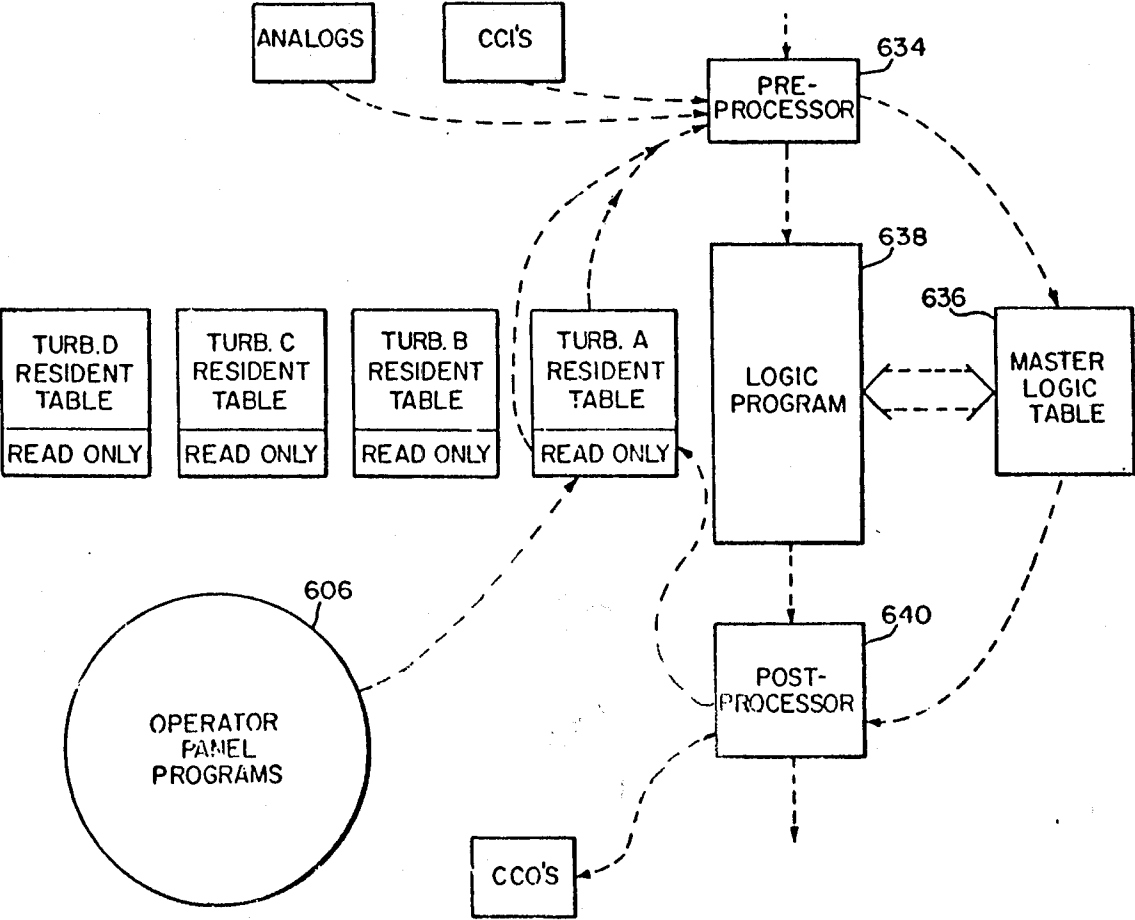 ANALOGS
CCI'S
634
PRE-
PROCESSOR
638
LOGIC
PROGRAM
636
MASTER
LOGIC
TABLE
TURB. D
RESIDENT
TABLE
READ ONLY
TURB. C
RESIDENT
TABLE
READ ONLY
TURB. B
RESIDENT
TABLE
READ ONLY
TURB. A
RESIDENT
TABLE
READ ONLY
606
OPERATOR
PANEL
PROGRAMS
640
POST-
PROCESSOR
CCO'S